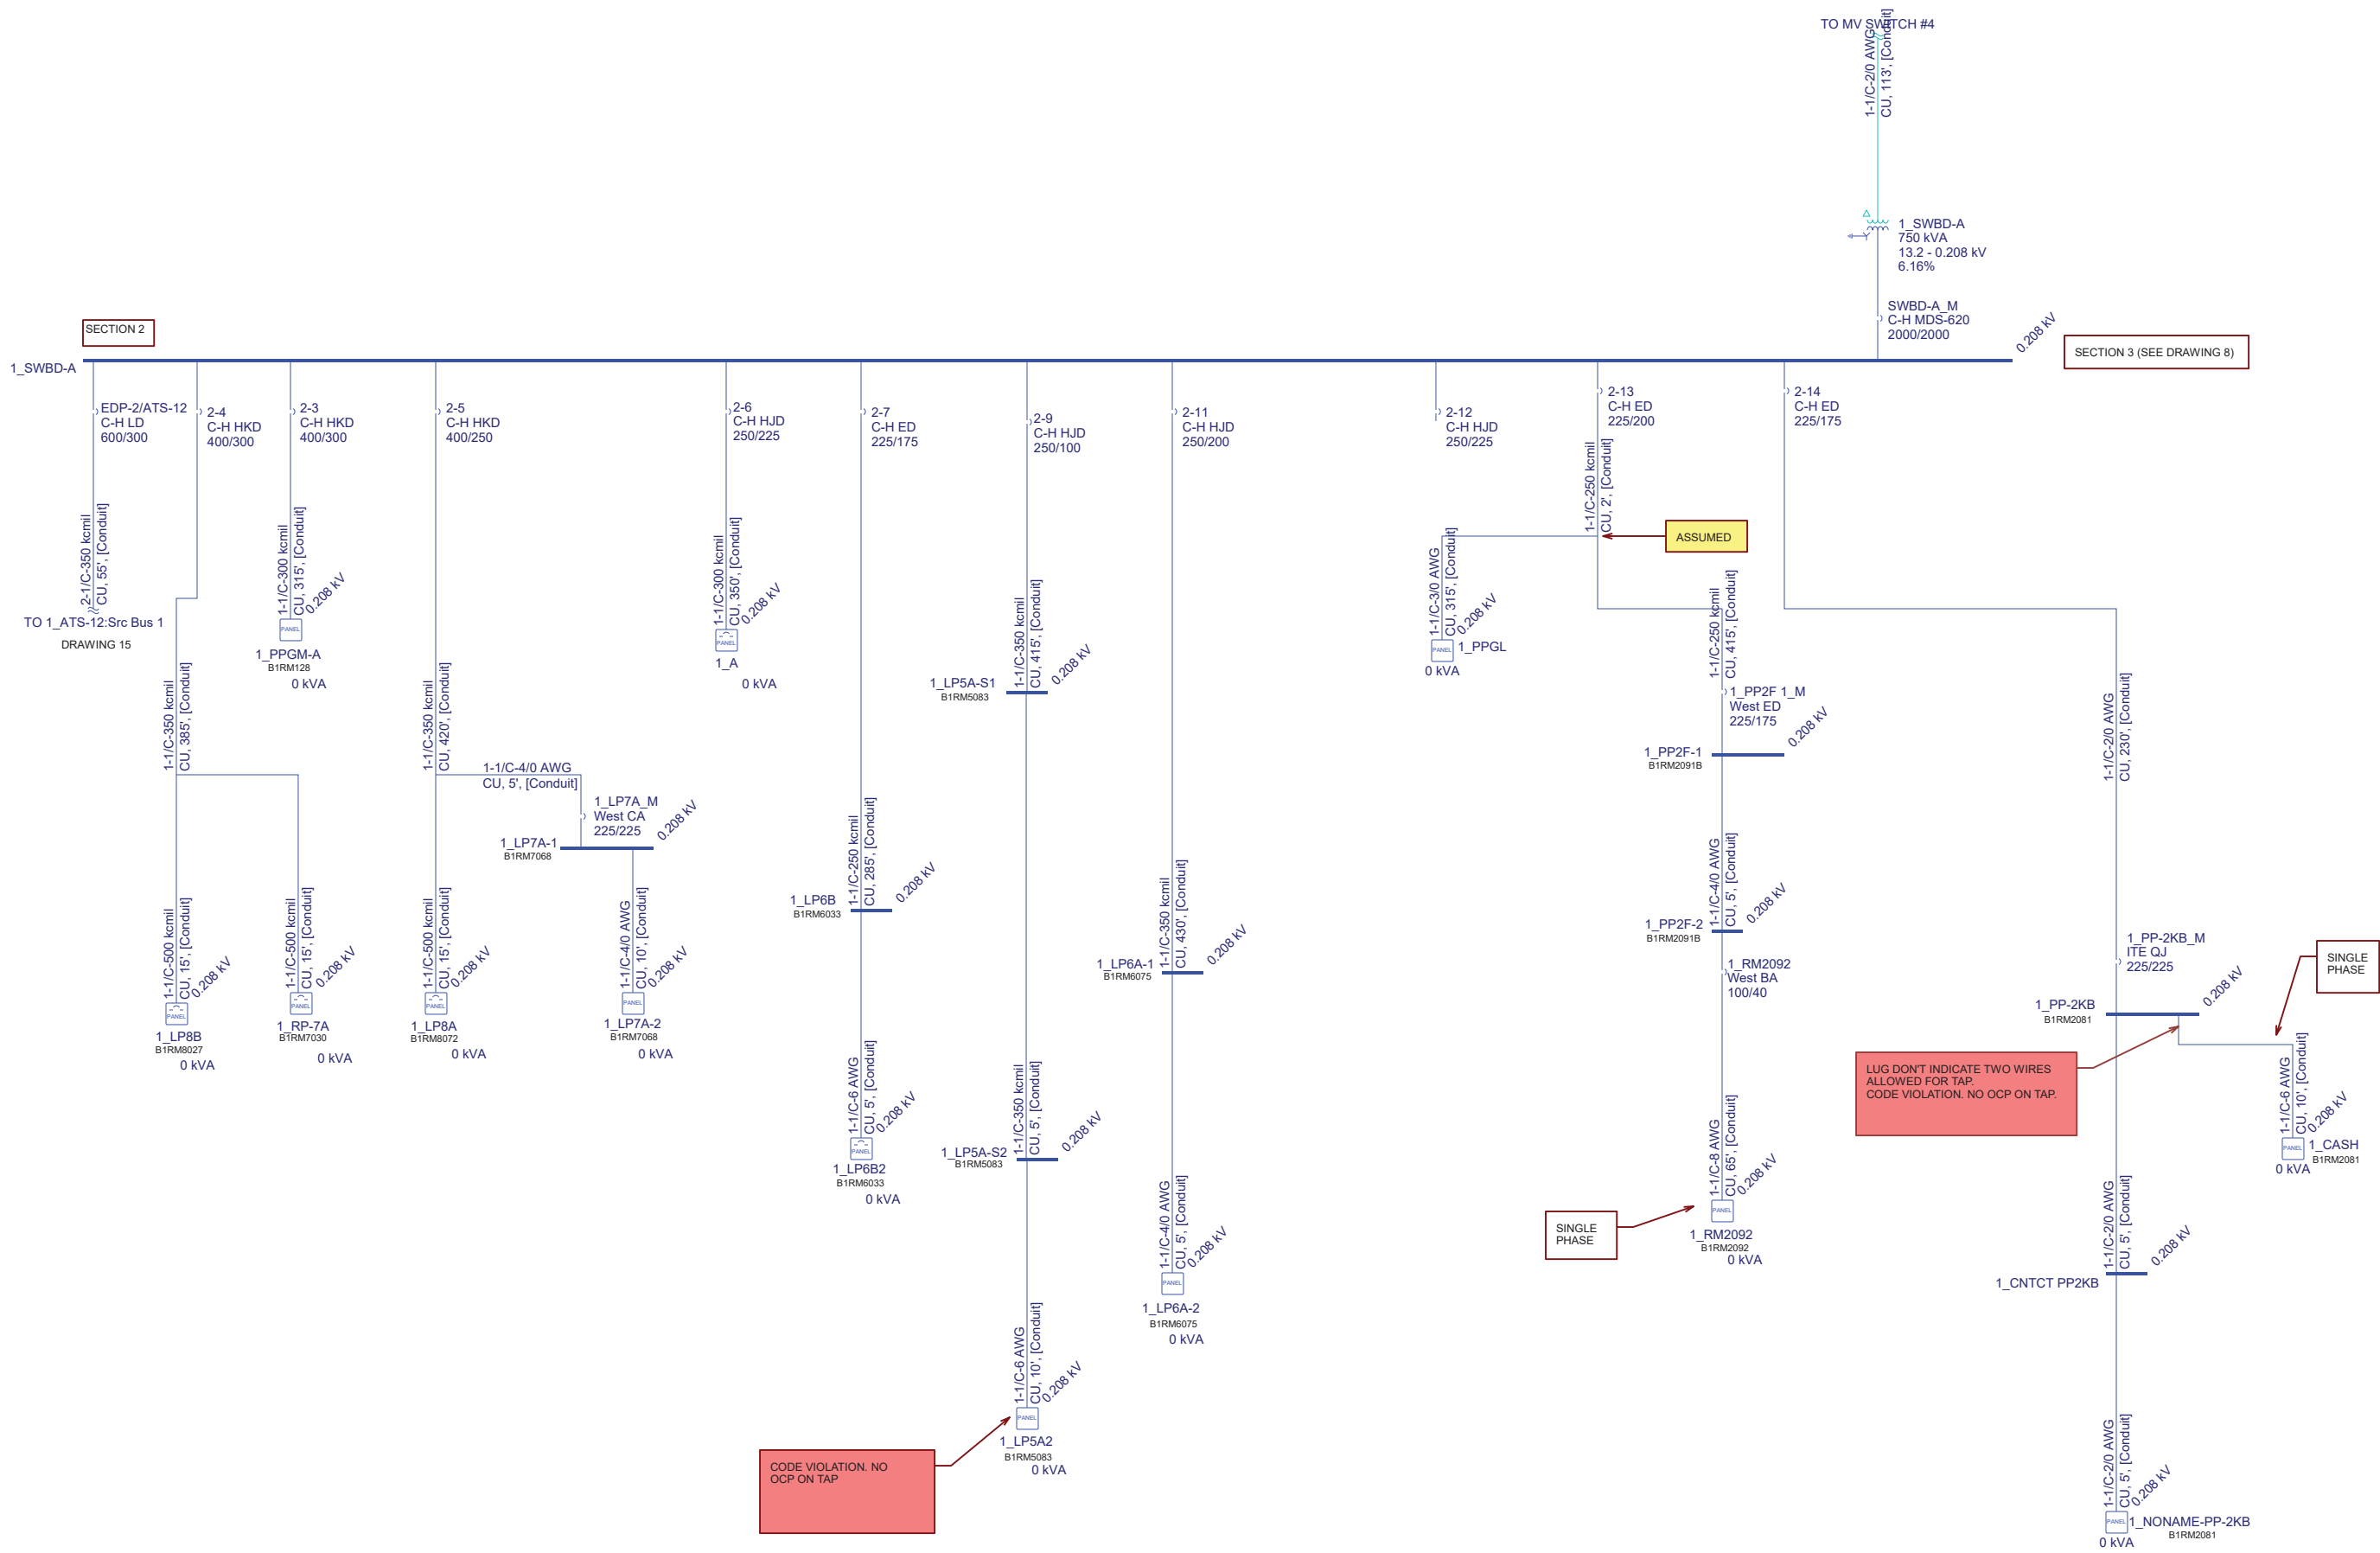 TO MV SWITCH #4
1-1/C-2/0 AWG
CU, 113', [Conduit]
1_SWBD-A
750 kVA
13.2 - 0.208 kV
6.16%
SWBD-A_M
C-H MDS-620
2000/2000
0.208 kV
SECTION 2
SECTION 3 (SEE DRAWING 8)
1_SWBD-A
EDP-2/ATS-12
C-H LD
600/300
2-1/C-350 kcmil
CU, 55', [Conduit]
TO 1_ATS-12:Src Bus 1
DRAWING 15
2-4
C-H HKD
400/300
1-1/C-350 kcmil
CU, 385', [Conduit]
1-1/C-500 kcmil
CU, 15', [Conduit]
0.208 kV
PANEL
1_LP8B
B1RM8027
0 kVA
1-1/C-500 kcmil
CU, 15', [Conduit]
0.208 kV
PANEL
1_RP-7A
B1RM7030
0 kVA
2-3
C-H HKD
400/300
1-1/C-300 kcmil
CU, 315', [Conduit]
0.208 kV
PANEL
1_PPGM-A
B1RM128
0 kVA
2-5
C-H HKD
400/250
1-1/C-350 kcmil
CU, 420', [Conduit]
1-1/C-4/0 AWG
CU, 5', [Conduit]
1_LP7A_M
West CA
225/225
0.208 kV
1_LP7A-1
B1RM7068
1-1/C-500 kcmil
CU, 15', [Conduit]
0.208 kV
PANEL
1_LP8A
B1RM8072
0 kVA
1-1/C-4/0 AWG
CU, 10', [Conduit]
0.208 kV
PANEL
1_LP7A-2
B1RM7068
0 kVA
2-6
C-H HJD
250/225
1-1/C-300 kcmil
CU, 350', [Conduit]
0.208 kV
PANEL
1_A
0 kVA
2-7
C-H ED
225/175
1-1/C-250 kcmil
CU, 285', [Conduit]
0.208 kV
1_LP6B
B1RM6033
1-1/C-6 AWG
CU, 5', [Conduit]
0.208 kV
PANEL
1_LP6B2
B1RM6033
0 kVA
2-9
C-H HJD
250/100
1-1/C-350 kcmil
CU, 415', [Conduit]
0.208 kV
1_LP5A-S1
B1RM5083
1-1/C-350 kcmil
CU, 5', [Conduit]
0.208 kV
1_LP5A-S2
B1RM5083
1-1/C-6 AWG
CU, 10', [Conduit]
0.208 kV
PANEL
1_LP5A2
B1RM5083
0 kVA
CODE VIOLATION. NO
OCP ON TAP
2-11
C-H HJD
250/200
1-1/C-350 kcmil
CU, 430', [Conduit]
0.208 kV
1_LP6A-1
B1RM6075
1-1/C-4/0 AWG
CU, 5', [Conduit]
0.208 kV
PANEL
1_LP6A-2
B1RM6075
0 kVA
2-12
C-H HJD
250/225
2-13
C-H ED
225/200
1-1/C-250 kcmil
CU, 2', [Conduit]
ASSUMED
1-1/C-3/0 AWG
CU, 315', [Conduit]
0.208 kV
PANEL
1_PPGL
0 kVA
1-1/C-250 kcmil
CU, 415', [Conduit]
1_PP2F 1_M
West ED
225/175
0.208 kV
1_PP2F-1
B1RM2091B
1-1/C-4/0 AWG
CU, 5', [Conduit]
0.208 kV
1_PP2F-2
B1RM2091B
1_RM2092
West BA
100/40
1-1/C-8 AWG
CU, 65', [Conduit]
0.208 kV
PANEL
1_RM2092
B1RM2092
0 kVA
SINGLE
PHASE
2-14
C-H ED
225/175
1-1/C-2/0 AWG
CU, 230', [Conduit]
1_PP-2KB_M
ITE QJ
225/225
0.208 kV
1_PP-2KB
B1RM2081
SINGLE
PHASE
LUG DON'T INDICATE TWO WIRES
ALLOWED FOR TAP.
CODE VIOLATION. NO OCP ON TAP.
1-1/C-6 AWG
CU, 10', [Conduit]
0.208 kV
PANEL
1_CASH
B1RM2081
0 kVA
1-1/C-2/0 AWG
CU, 5', [Conduit]
0.208 kV
1_CNTCT PP2KB
1-1/C-2/0 AWG
CU, 5', [Conduit]
0.208 kV
PANEL
1_NONAME-PP-2KB
B1RM2081
0 kVA